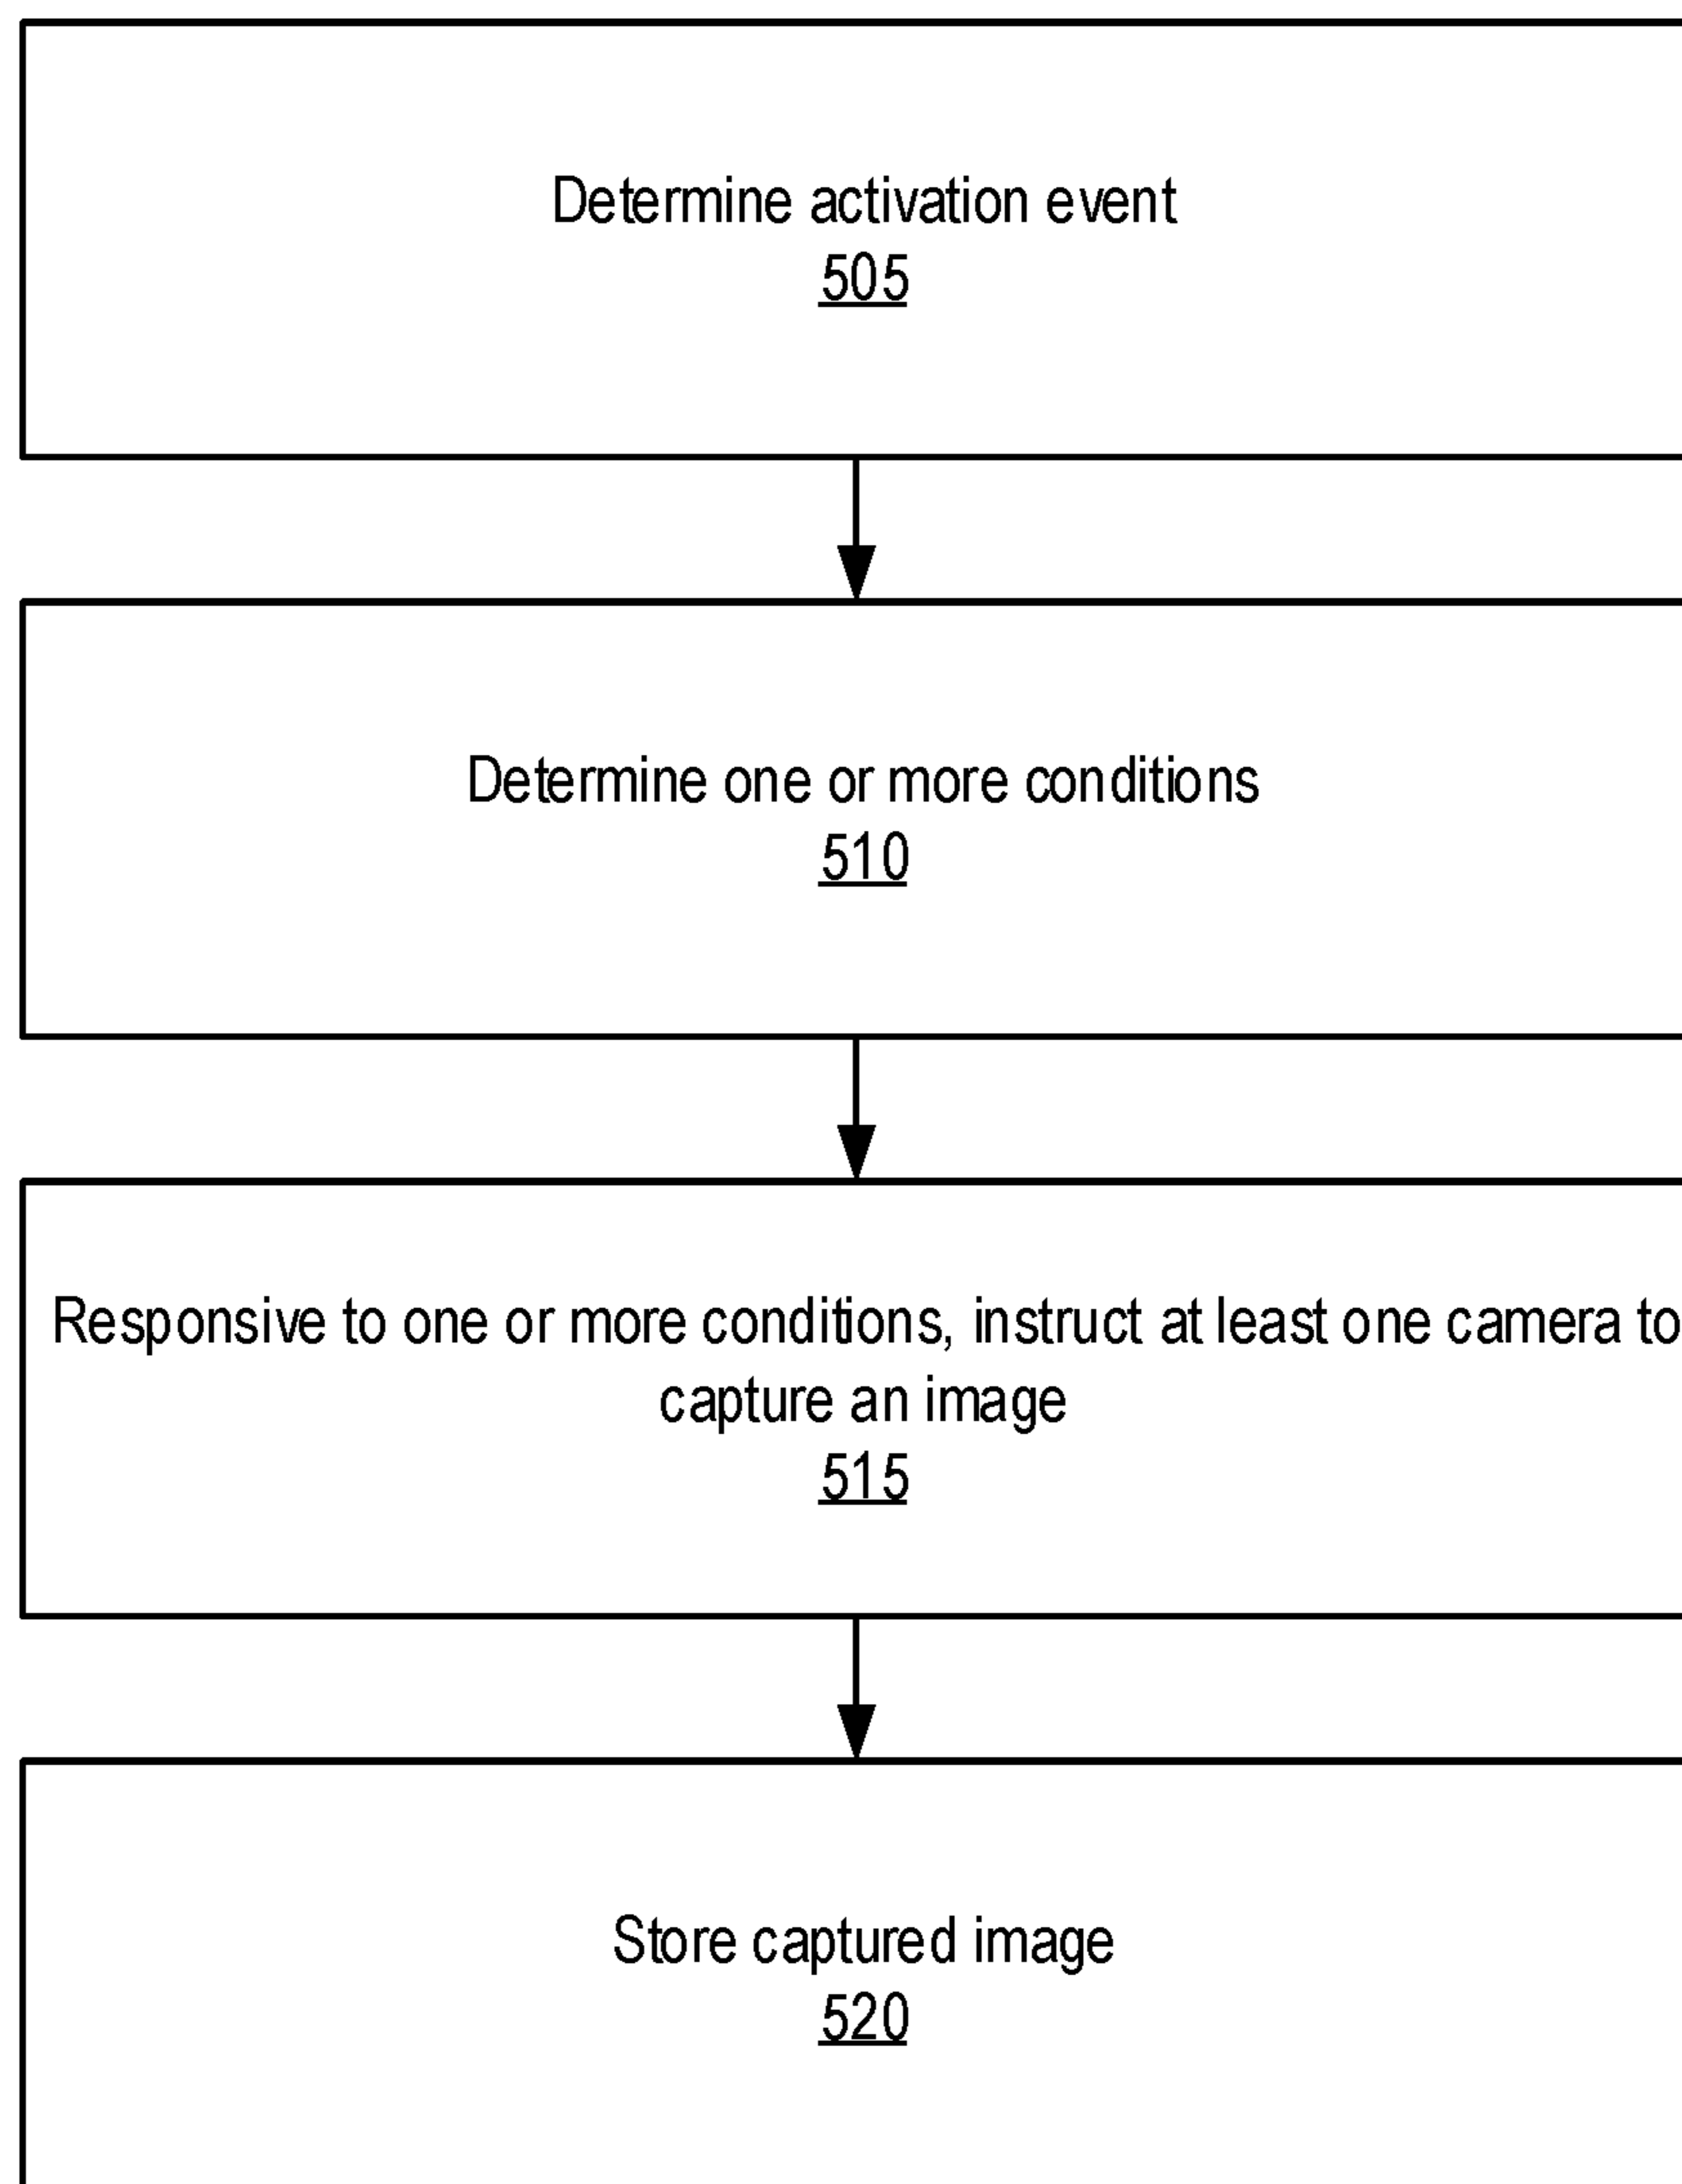 Determine activation event
505
Determine one or more conditions
510
Responsive to one or more conditions, instruct at least one camera to
capture an image
515
Store captured image
520